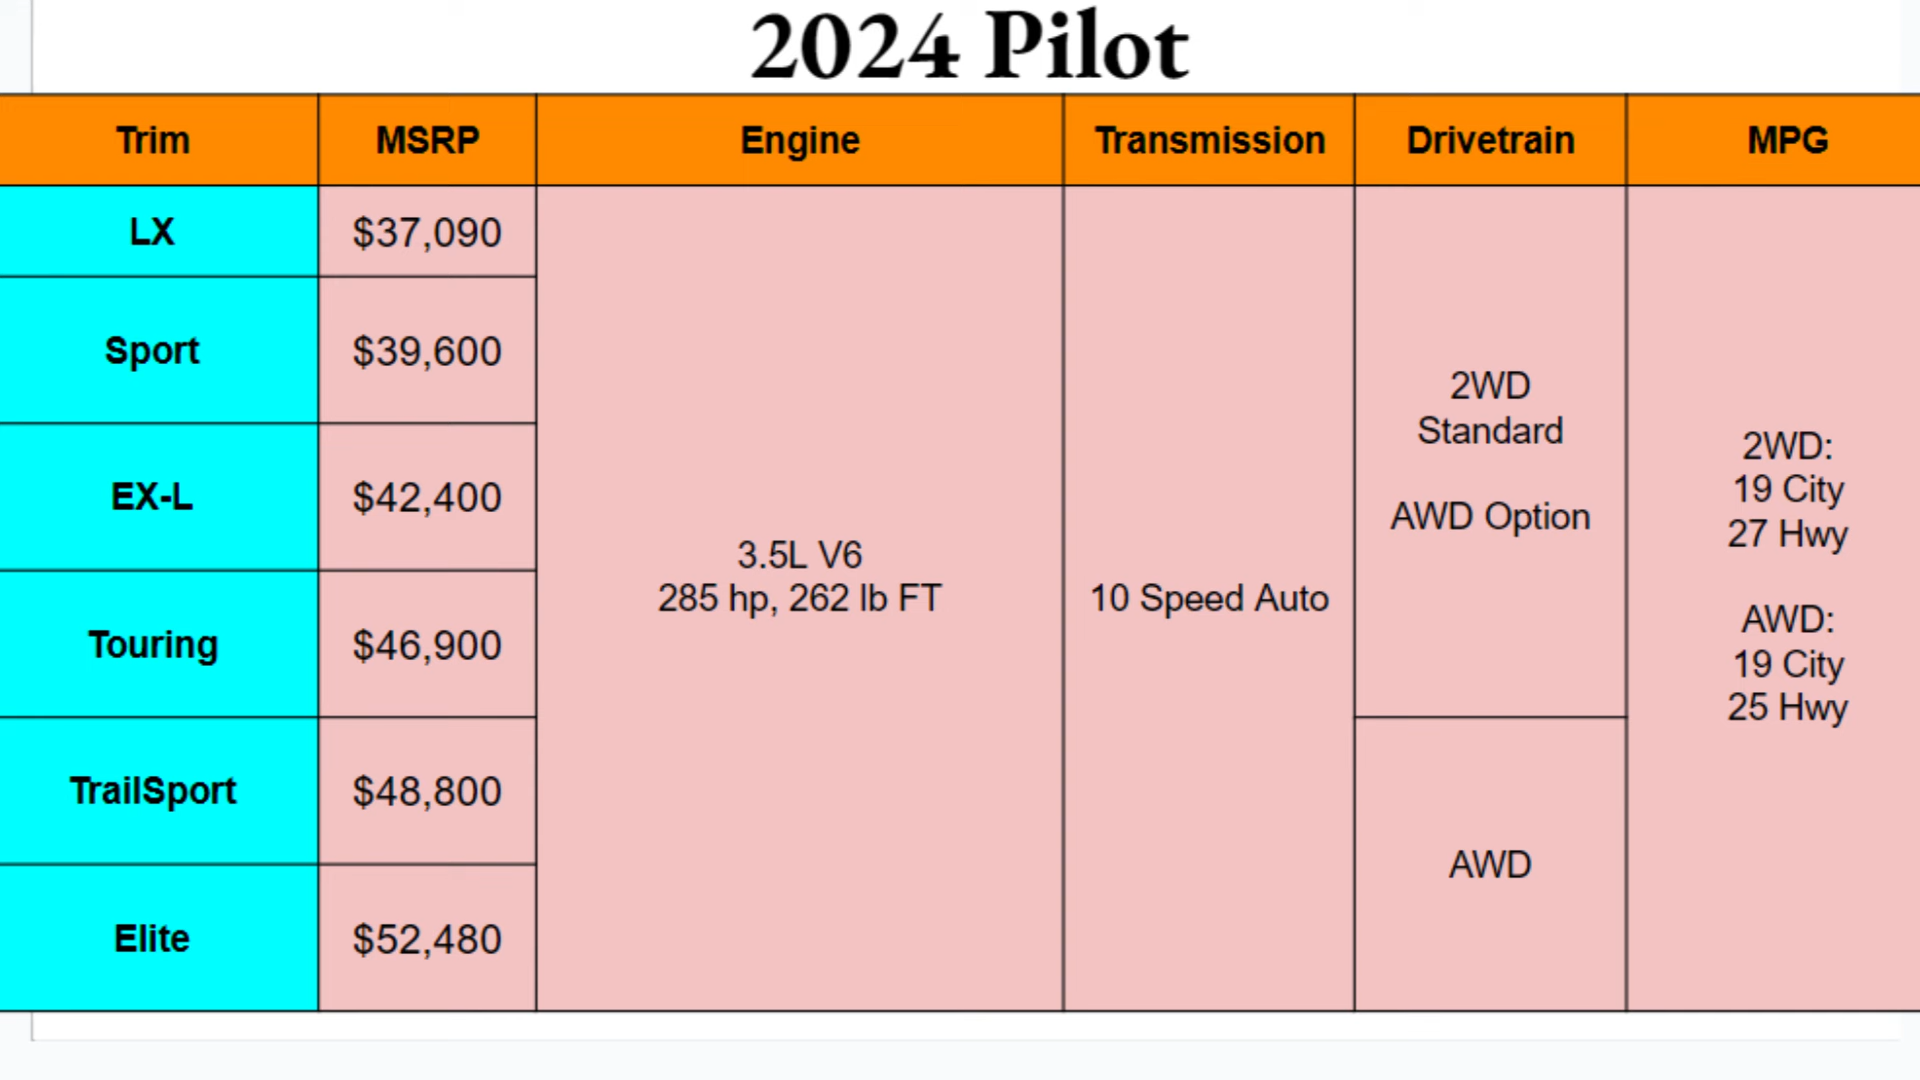 2024 Pilot
Trim MSRP Engine Transmission Drivetrain MPG
LX $37,090
Sport $39,600
EX-L $42,400
Touring $46,900
TrailSport $48,800
Elite $52,480
3.5L V6
285 hp, 262 lb FT
10 Speed Auto
2WD
Standard
AWD Option
AWD
2WD:
19 City
27 Hwy
AWD:
19 City
25 Hwy